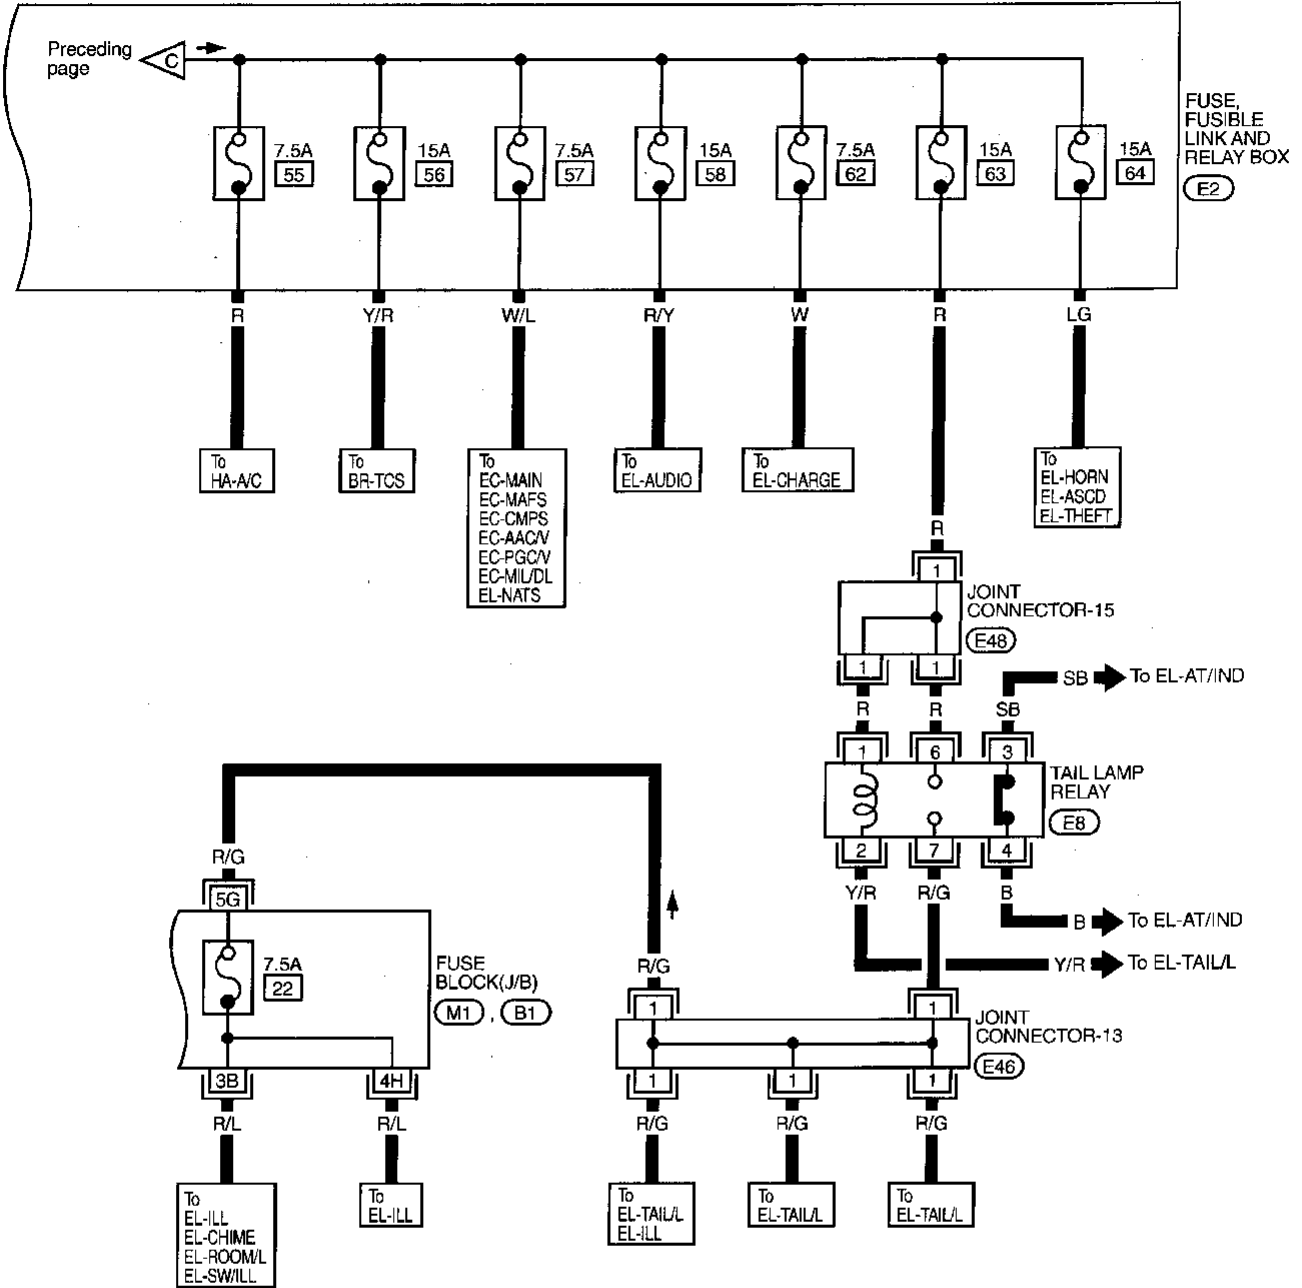 Preceding
page
C
FUSE,
FUSIBLE
LINK AND
RELAY BOX
E2
7.5A
55
15A
56
7.5A
57
15A
58
7.5A
62
15A
63
15A
64
R
Y/R
W/L
R/Y
W
R
LG
To
HA-A/C
To
BR-TCS
To
EC-MAIN
EC-MAFS
EC-CMPS
EC-AAC/V
EC-PGC/V
EC-MIL/DL
EL-NATS
To
EL-AUDIO
To
EL-CHARGE
To
EL-HORN
EL-ASCD
EL-THEFT
R
1
JOINT
CONNECTOR-15
E48
1
1
R
R
SB
SB
To EL-AT/IND
1
6
3
TAIL LAMP
RELAY
E8
2
7
4
Y/R
R/G
B
B
To EL-AT/IND
Y/R
To EL-TAIL/L
R/G
5G
7.5A
22
FUSE
BLOCK(J/B)
M1
,
B1
3B
4H
R/L
R/L
To
EL-ILL
EL-CHIME
EL-ROOM/L
EL-SW/ILL
To
EL-ILL
R/G
1
1
JOINT
CONNECTOR-13
E46
1
1
1
R/G
R/G
R/G
To
EL-TAIL/L
EL-ILL
To
EL-TAIL/L
To
EL-TAIL/L